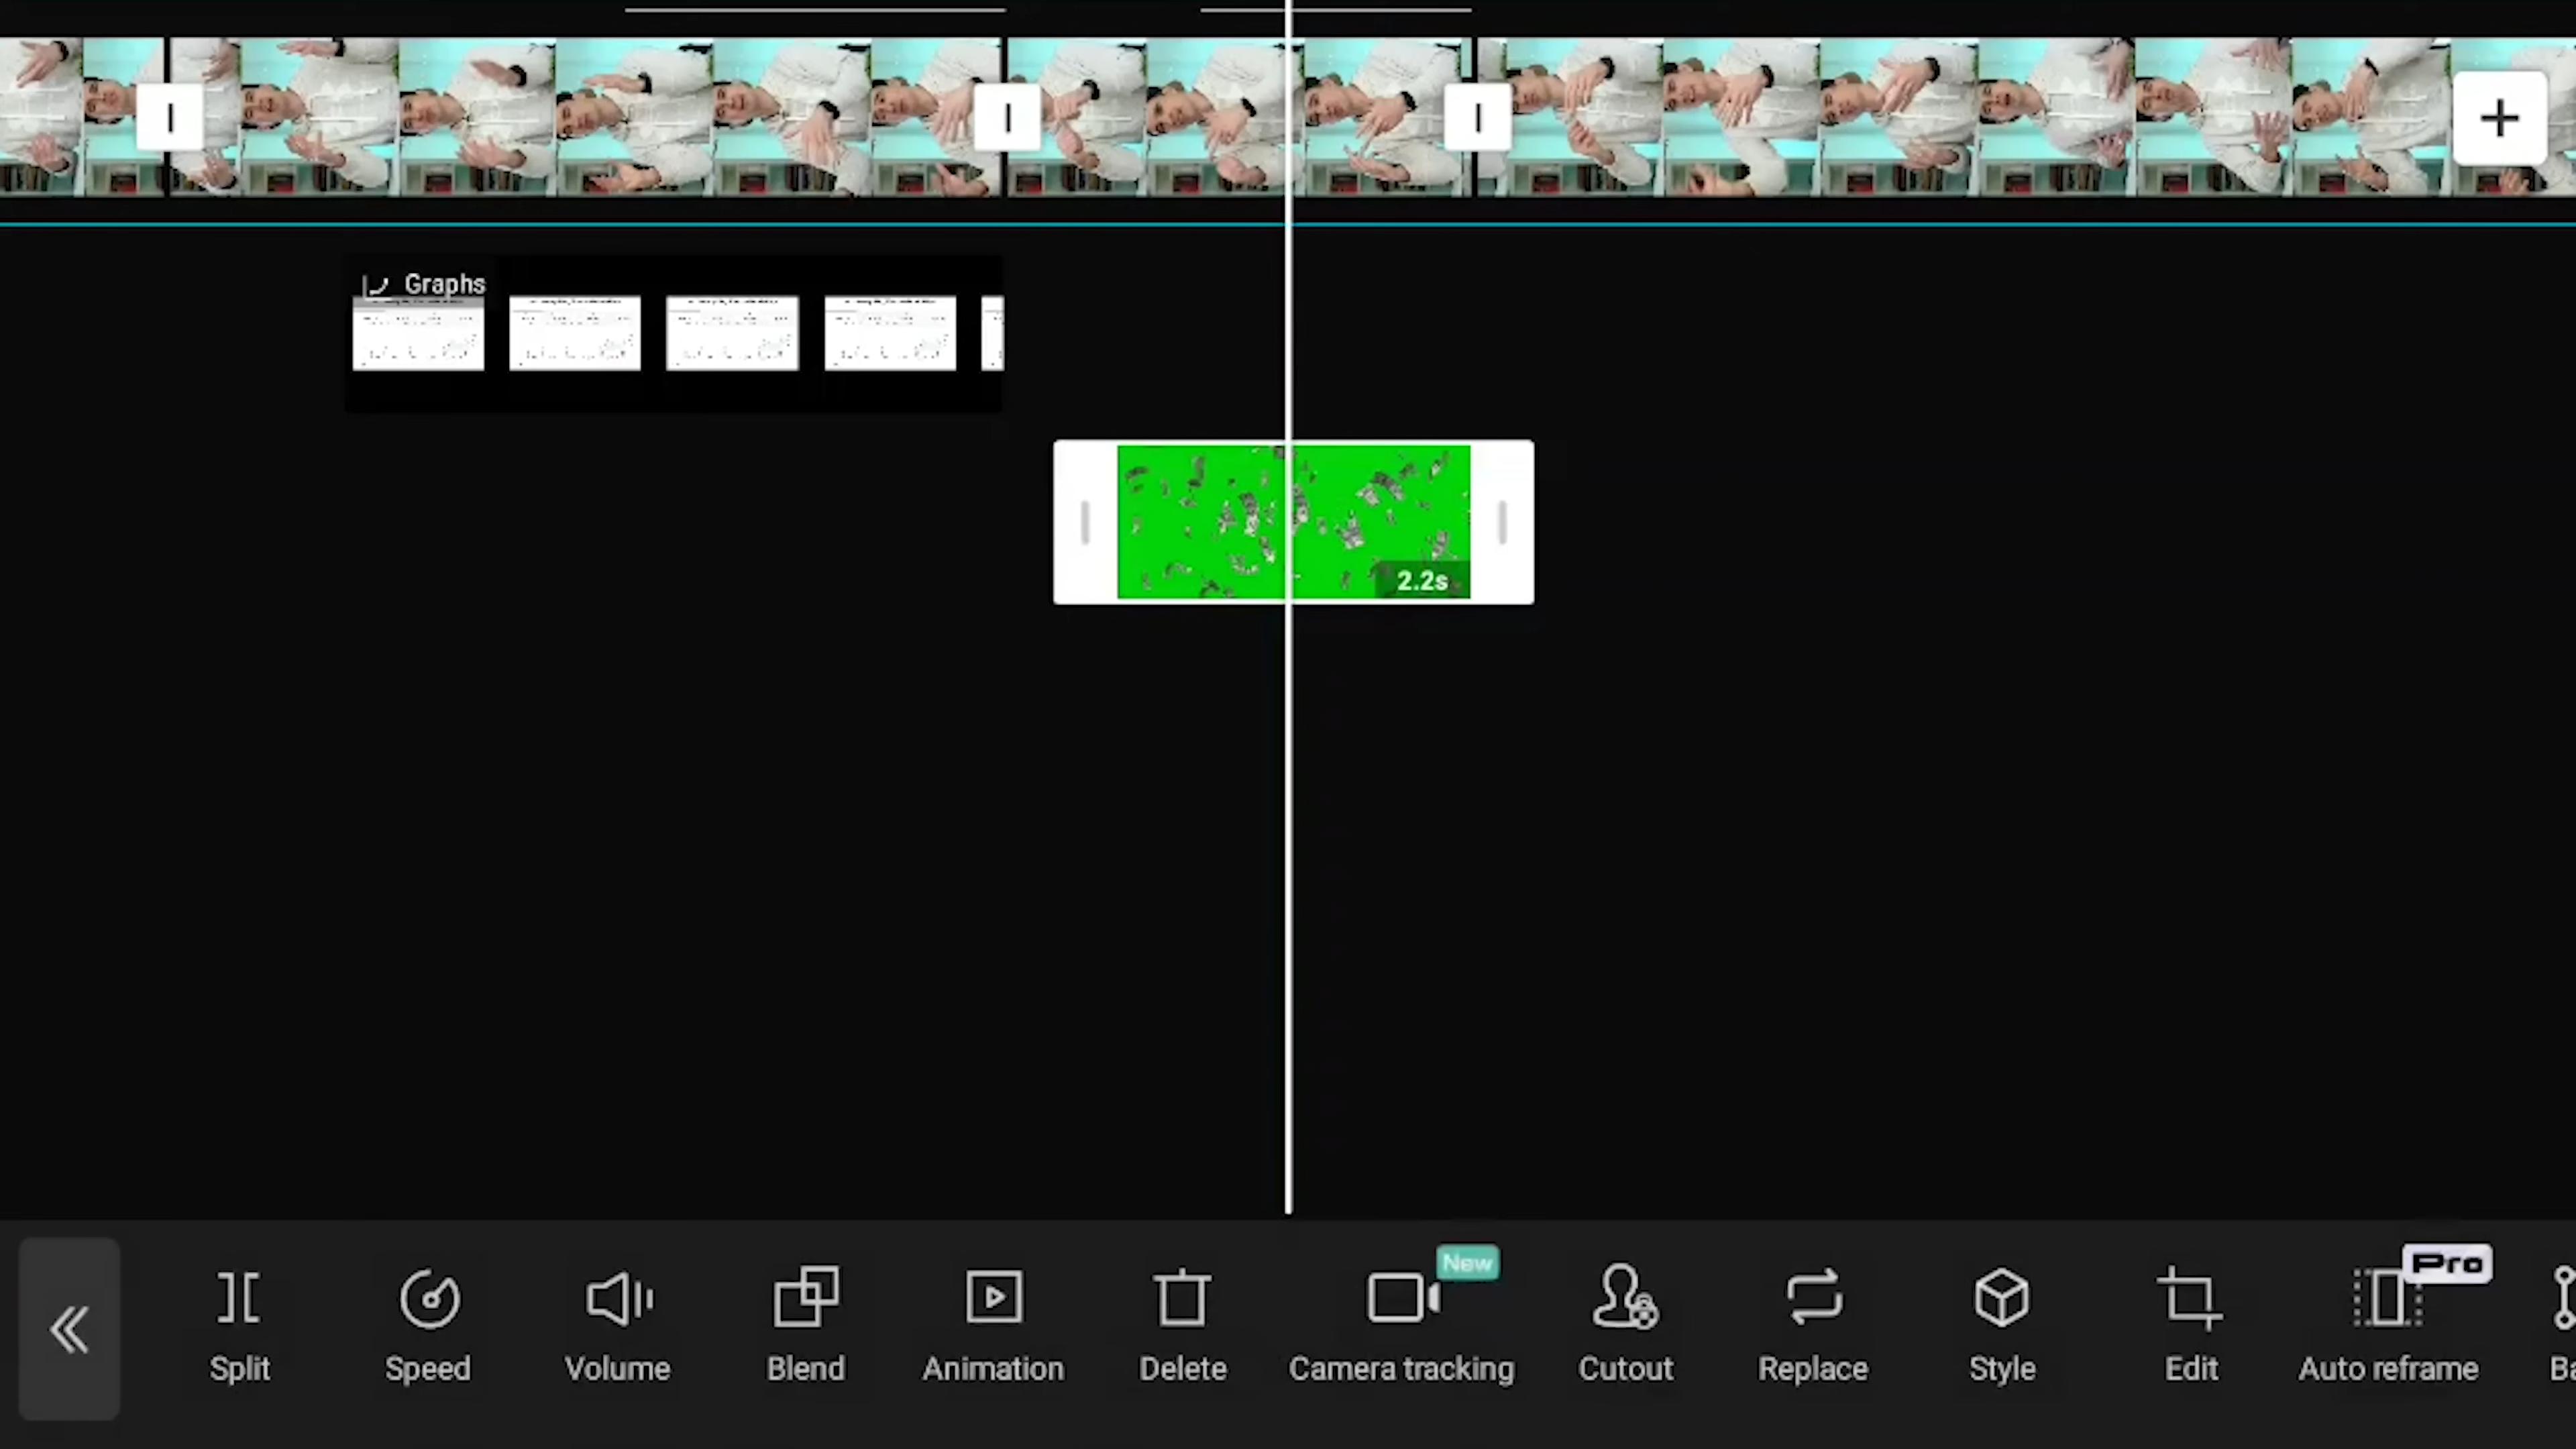 Graphs
2.2s
New
Pro
Split
Speed
Volume
Blend
Animation
Delete
Camera tracking
Cutout
Replace
Style
Edit
Auto reframe